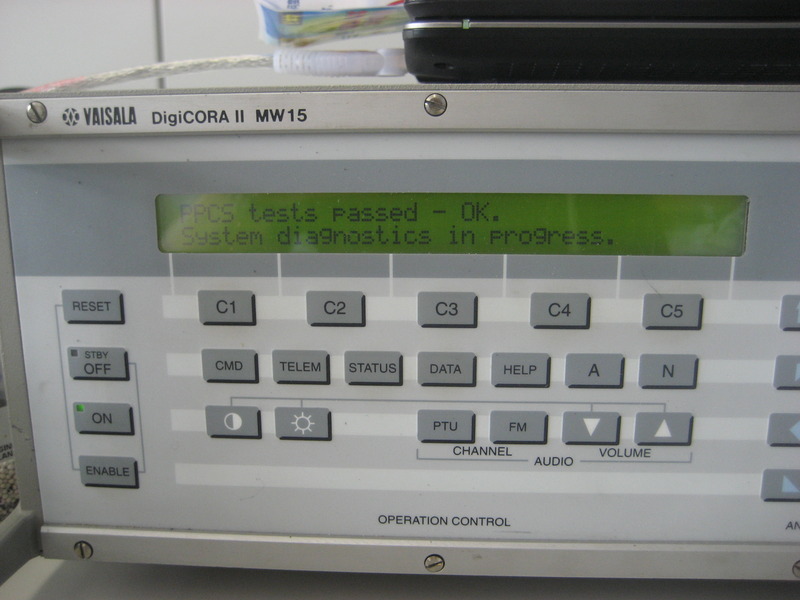 VAISALA DigiCORA II MW15
PPCS tests passed - OK.
System diagnostics in progress.
RESET C1 C2 C3 C4 C5
STBY
OFF CMD TELEM STATUS DATA HELP A N
ON PTU FM
CHANNEL VOLUME
AUDIO
ENABLE
OPERATION CONTROL